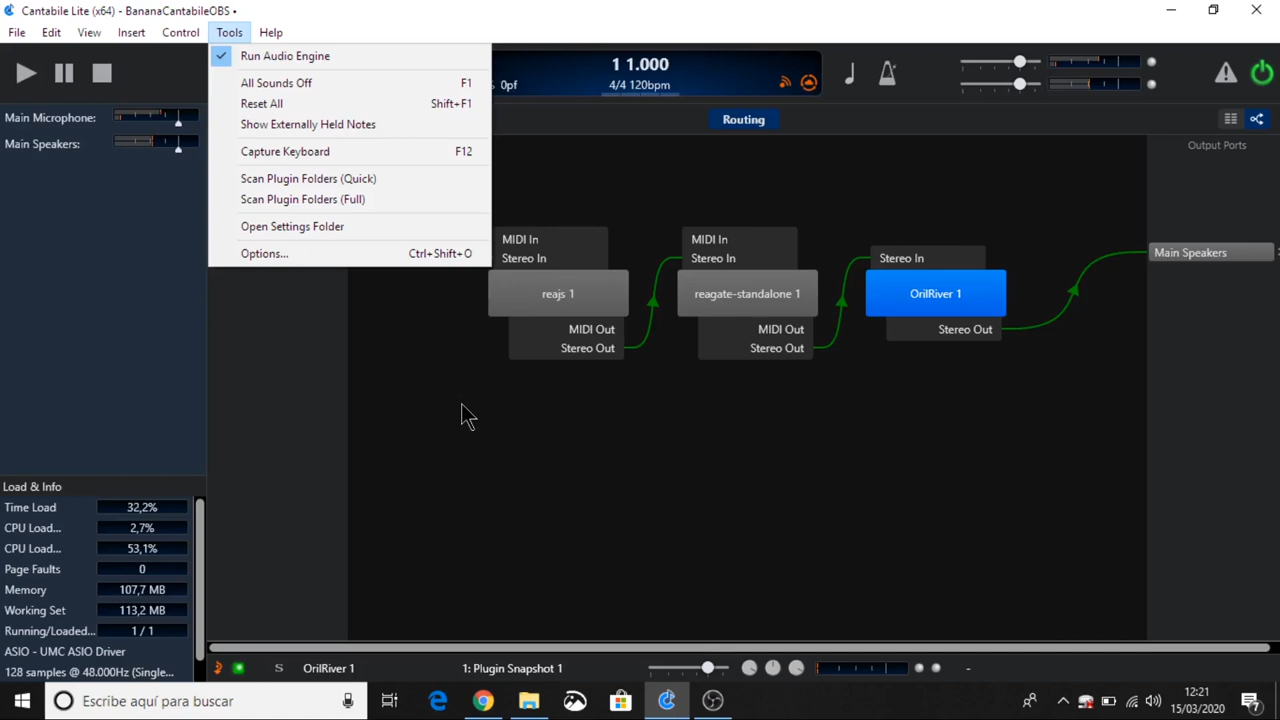 Cantabile Lite (x64) - BananaCantabileOBS •
File Edit View Insert Control Tools Help
Run Audio Engine
All Sounds Off F1
Reset All Shift+F1
Show Externally Held Notes
Capture Keyboard F12
Scan Plugin Folders (Quick)
Scan Plugin Folders (Full)
Open Settings Folder
Options... Ctrl+Shift+O
% 0pf
1 1.000
4/4 120bpm
Main Microphone:
Main Speakers:
Routing
Output Ports
MIDI In
Stereo In
reajs 1
MIDI Out
Stereo Out
MIDI In
Stereo In
reagate-standalone 1
MIDI Out
Stereo Out
Stereo In
OrilRiver 1
Stereo Out
Main Speakers
Load & Info
Time Load 32,2%
CPU Load... 2,7%
CPU Load... 53,1%
Page Faults 0
Memory 107,7 MB
Working Set 113,2 MB
Running/Loaded... 1 / 1
ASIO - UMC ASIO Driver
128 samples @ 48.000Hz (Single...
S OrilRiver 1 1: Plugin Snapshot 1 -
Escribe aquí para buscar
12:21
15/03/2020
7